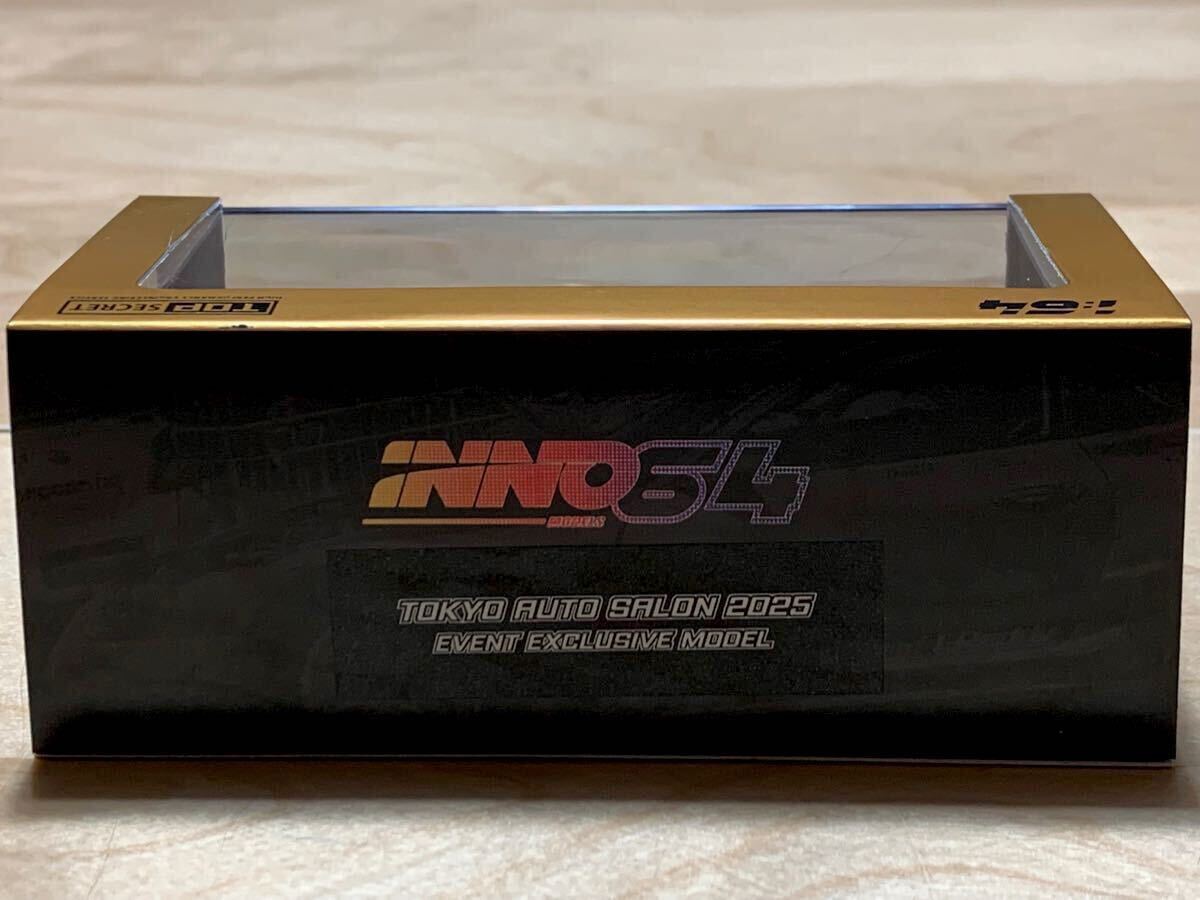 TOP SECRET
1:64
INNO64
MODELS
TOKYO AUTO SALON 2025
EVENT EXCLUSIVE MODEL